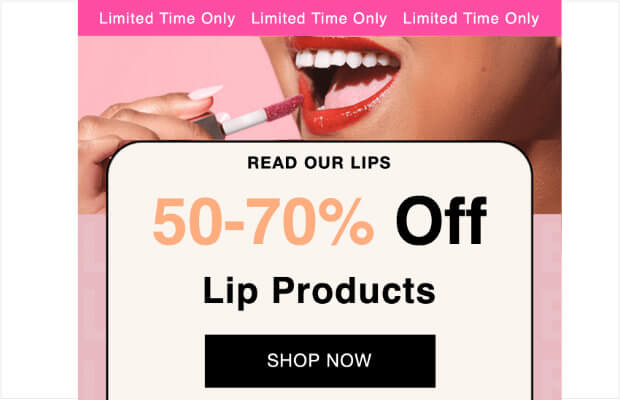 Limited Time Only Limited Time Only Limited Time Only
READ OUR LIPS
50-70% Off
Lip Products
SHOP NOW